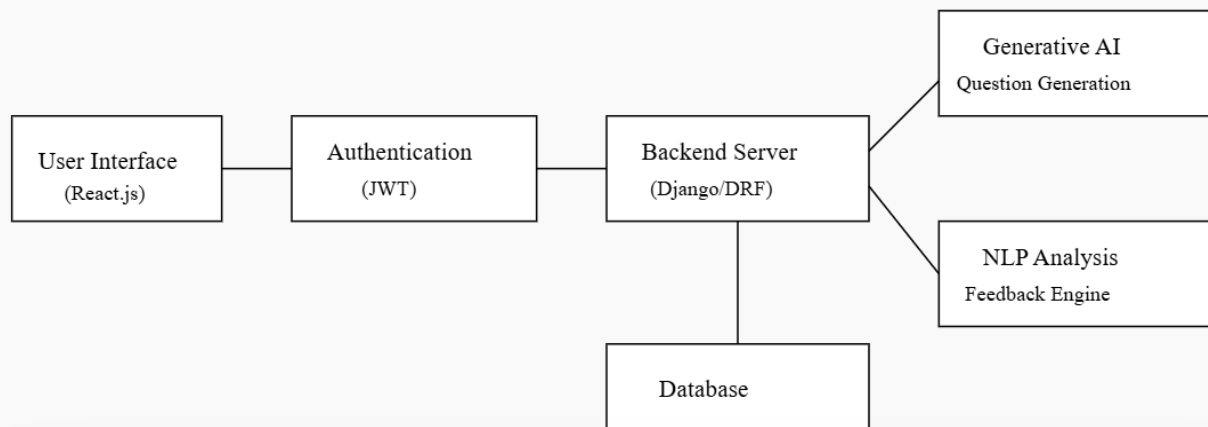 User Interface
(React.js)
Authentication
(JWT)
Backend Server
(Django/DRF)
Generative AI
Question Generation
NLP Analysis
Feedback Engine
Database